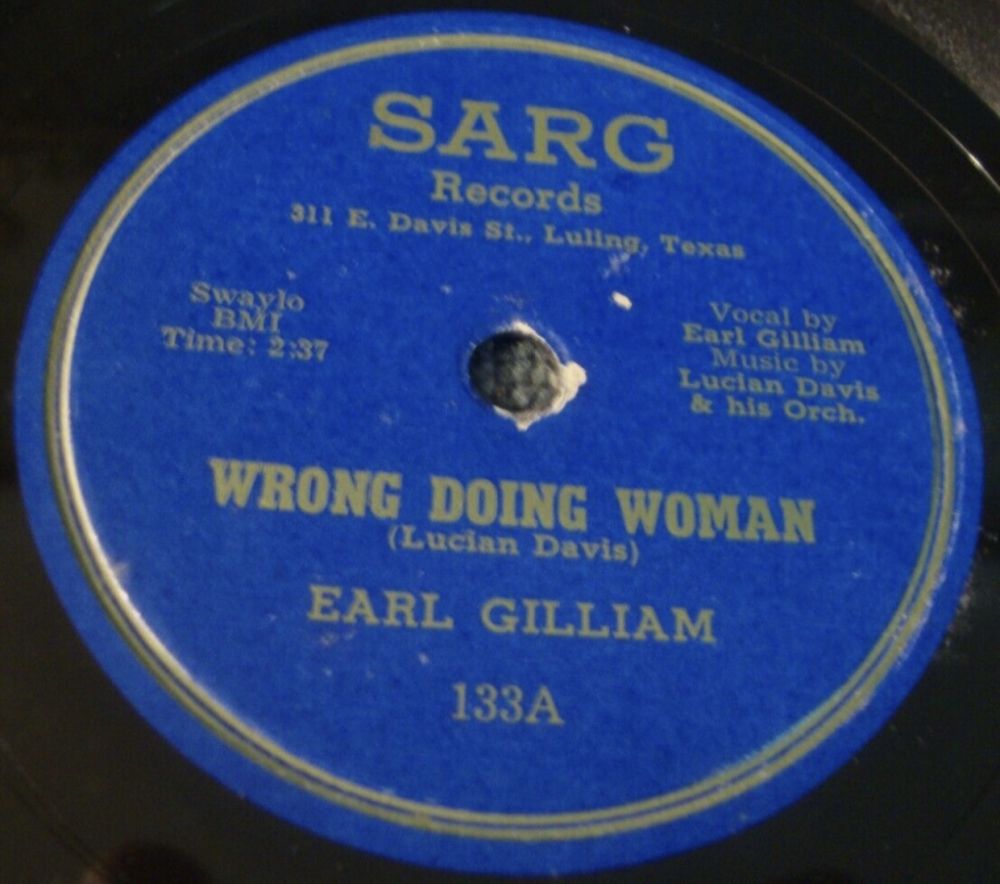 SARG
Records
311 E. Davis St., Luling, Texas
Swaylo
BMI
Time: 2:37
Vocal by
Earl Gilliam
Music by
Lucian Davis
& his Orch.
WRONG DOING WOMAN
(Lucian Davis)
EARL GILLIAM
133A